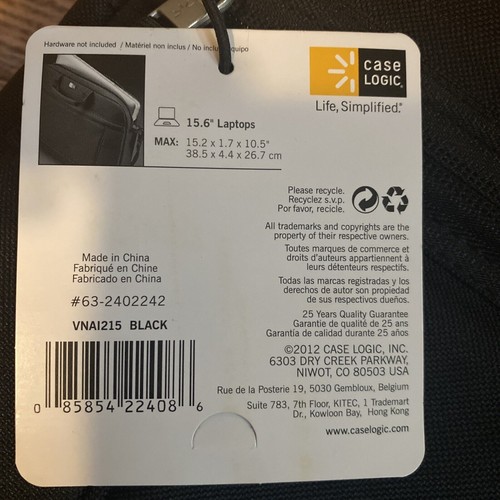 Hardware not included / Matériel non inclus / No inclu equipo
CASE
LOGIC®
Life, Simplified.®
15.6" Laptops
MAX: 15.2 x 1.7 x 10.5"
38.5 x 4.4 x 26.7 cm
Please recycle.
Recyclez s.v.p.
Por favor, recicle.
All trademarks and copyrights are the
property of their respective owners.
Toutes marques de commerce et
droits d'auteurs appartiennent à
leurs détenteurs respectifs.
Todas las marcas registradas y los
derechos de autor son propiedad
de sus respectivos dueños.
Made in China
Fabriqué en Chine
Fabricado en China
#63-2402242
VNAI215 BLACK
0 85854 22408 6
25 Years Quality Guarantee
Garantie de qualité de 25 ans
Garantía de calidad durante 25 años
©2012 CASE LOGIC, INC.
6303 DRY CREEK PARKWAY,
NIWOT, CO 80503 USA
Rue de la Posterie 19, 5030 Gembloux, Belgium
Suite 783, 7th Floor, KITEC, 1 Trademart
Dr., Kowloon Bay, Hong Kong
www.caselogic.com